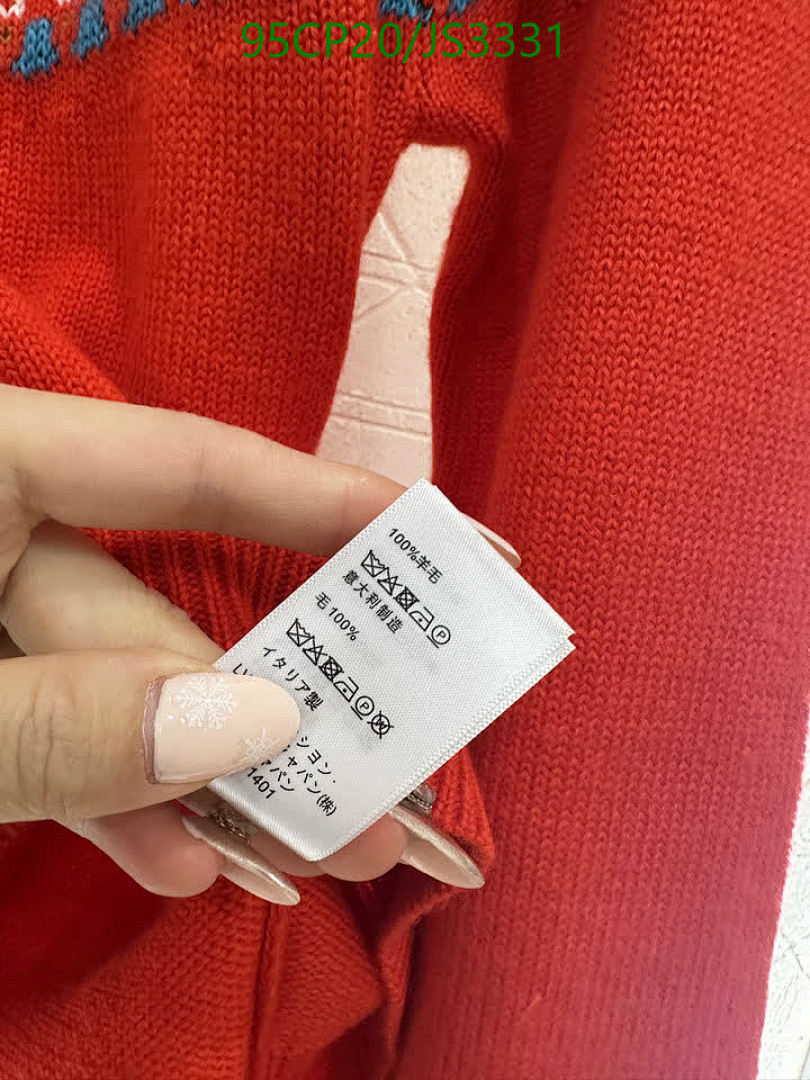 95CP20/JS3331
100%羊毛
意大利制造
毛 100%
イタリア製
ション・
ャパン(株)
ャパン
1401